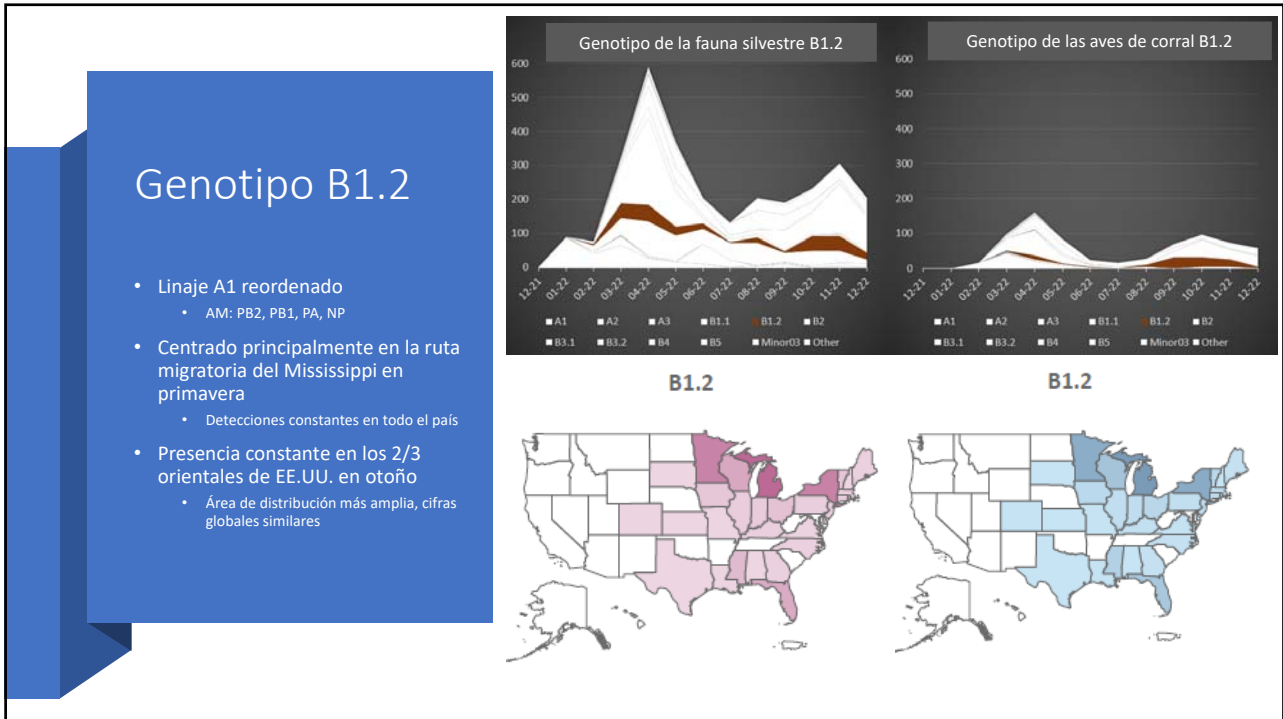 Genotipo B1.2
• Linaje A1 reordenado
• AM: PB2, PB1, PA, NP
• Centrado principalmente en la ruta
migratoria del Mississippi en
primavera
• Detecciones constantes en todo el país
• Presencia constante en los 2/3
orientales de EE.UU. en otoño
• Área de distribución más amplia, cifras
globales similares
Genotipo de la fauna silvestre B1.2
600
500
400
300
200
100
0
12-21 01-22 02-22 03-22 04-22 05-22 06-22 07-22 08-22 09-22 10-22 11-22 12-22
A1 A2 A3 B1.1 B1.2 B2
B3.1 B3.2 B4 B5 Minor03 Other
Genotipo de las aves de corral B1.2
600
500
400
300
200
100
0
12-21 01-22 02-22 03-22 04-22 05-22 06-22 07-22 08-22 09-22 10-22 11-22 12-22
A1 A2 A3 B1.1 B1.2 B2
B3.1 B3.2 B4 B5 Minor03 Other
B1.2
B1.2